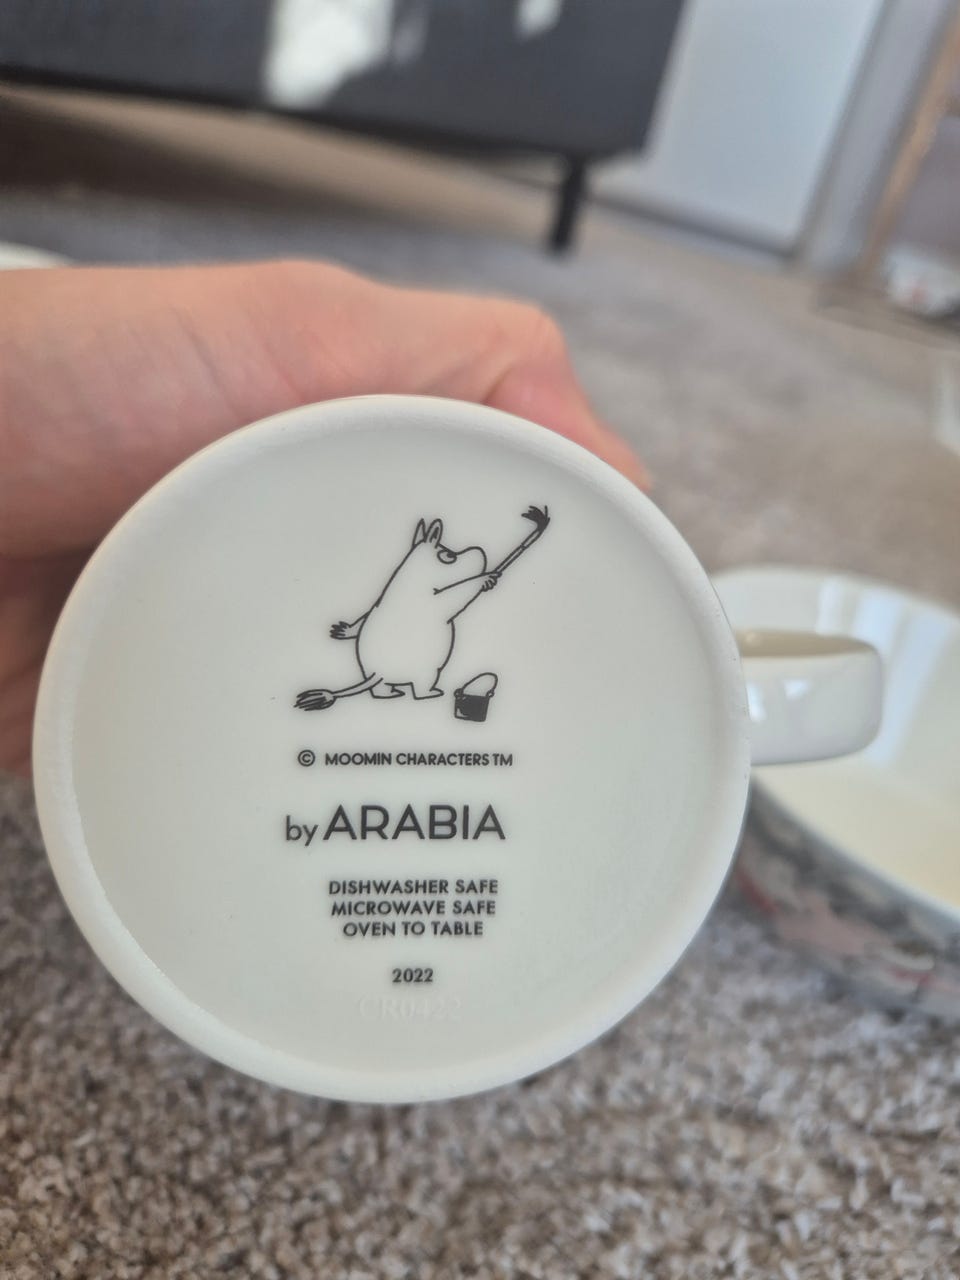 © MOOMIN CHARACTERS TM
by ARABIA
DISHWASHER SAFE
MICROWAVE SAFE
OVEN TO TABLE
2022
CR0422